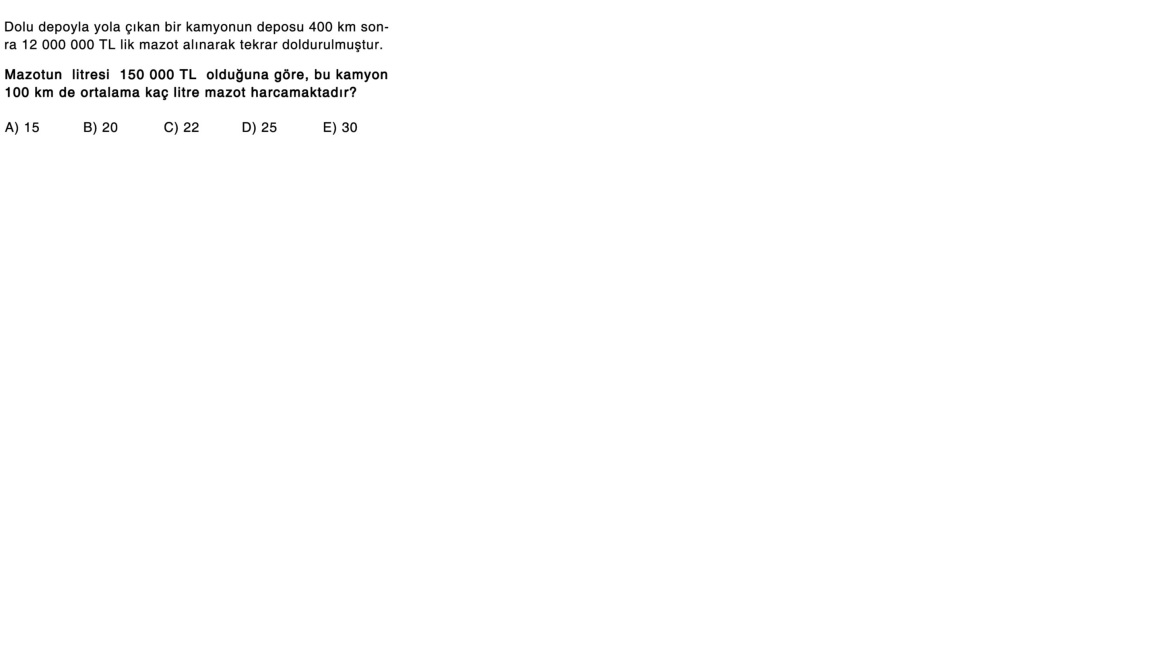 Dolu depoyla yola çıkan bir kamyonun deposu 400 km son-
ra 12 000 000 TL lik mazot alınarak tekrar doldurulmuştur.
Mazotun litresi 150 000 TL olduğuna göre, bu kamyon
100 km de ortalama kaç litre mazot harcamaktadır?
A) 15 B) 20 C) 22 D) 25 E) 30